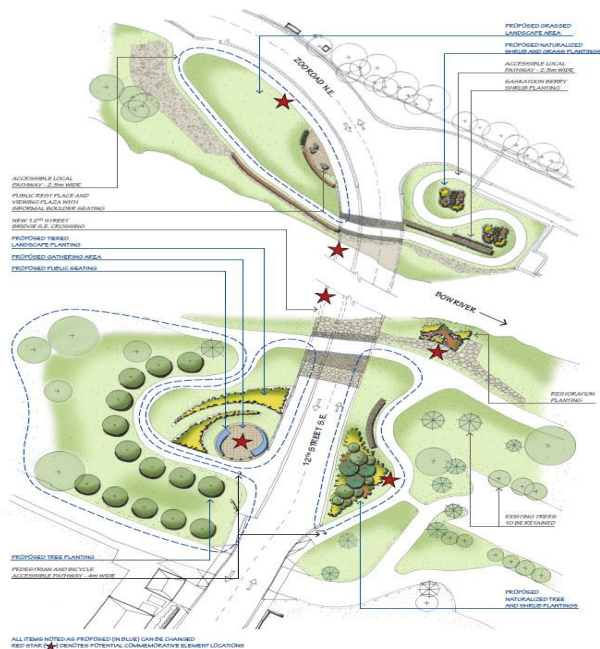 PROPOSED GRASSED
LANDSCAPE AREA
PROPOSED NATURALIZED
SHRUB AND GRASS PLANTINGS
ACCESSIBLE LOCAL
PATHWAY - 2.5m WIDE
SASKATOON BERRY
SHRUB PLANTING
ZOO ROAD N.E.
ACCESSIBLE LOCAL
PATHWAY - 2.5m WIDE
PUBLIC REST PLACE AND
VIEWING PLAZA WITH
INFORMAL BOULDER SEATING
NEW 12TH STREET
BRIDGE S.E. CROSSING
PROPOSED TIERED
LANDSCAPE PLANTING
PROPOSED GATHERING AREA
PROPOSED PUBLIC SEATING
BOW RIVER
RESTORATION
PLANTING
12TH STREET S.E.
EXISTING TREES
TO BE RETAINED
PROPOSED TREE PLANTING
PEDESTRIAN AND BICYCLE
ACCESSIBLE PATHWAY - 4m WIDE
PROPOSED
NATURALIZED TREE
AND SHRUB PLANTINGS
ALL ITEMS NOTED AS PROPOSED (IN BLUE) CAN BE CHANGED
RED STAR (★) DENOTES POTENTIAL COMMEMORATIVE ELEMENT LOCATIONS